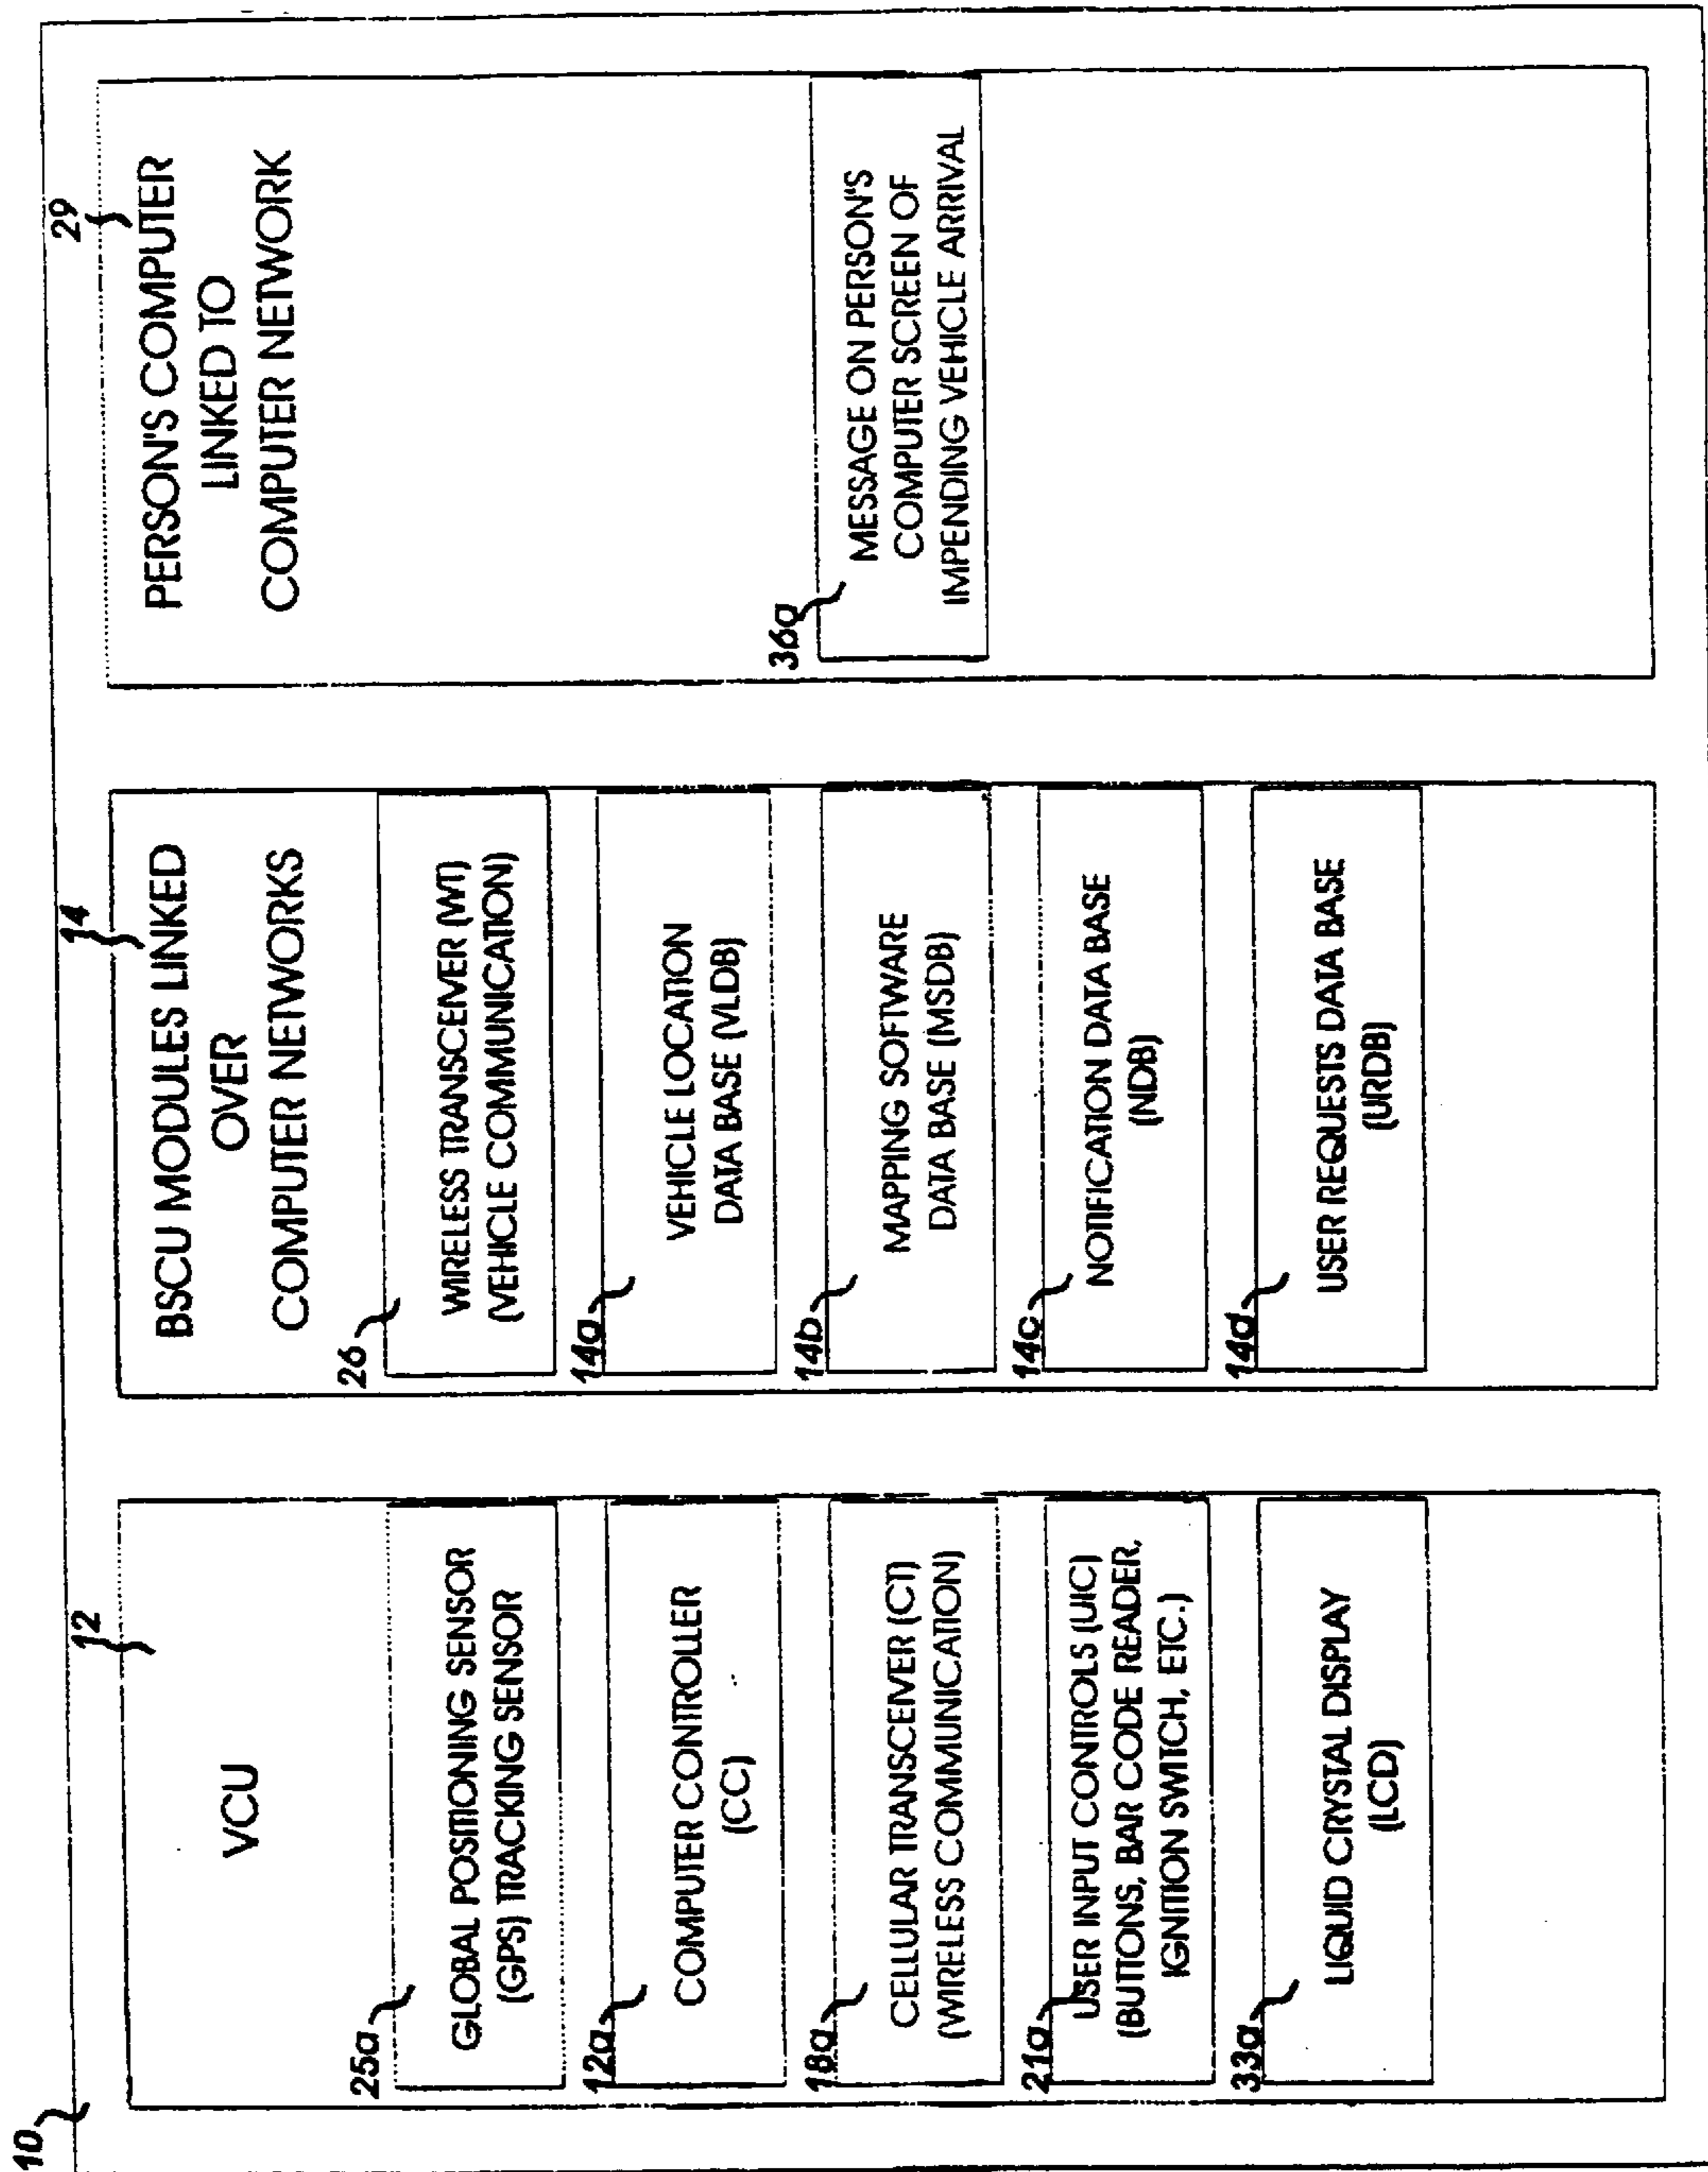 10
12
VCU
25a
GLOBAL POSITIONING SENSOR
(GPS) TRACKING SENSOR
12a
COMPUTER CONTROLLER
(CC)
18a
CELLULAR TRANSCEIVER (CT)
(WIRELESS COMMUNICATION)
21a
USER INPUT CONTROLS (UIC)
(BUTTONS, BAR CODE READER,
IGNITION SWITCH, ETC.)
33a
LIQUID CRYSTAL DISPLAY
(LCD)
14
BSCU MODULES LINKED
OVER
COMPUTER NETWORKS
26
WIRELESS TRANSCEIVER (WT)
(VEHICLE COMMUNICATION)
14a
VEHICLE LOCATION
DATA BASE (VLDB)
14b
MAPPING SOFTWARE
DATA BASE (MSDB)
14c
NOTIFICATION DATA BASE
(NDB)
14d
USER REQUESTS DATA BASE
(URDB)
29
PERSON'S COMPUTER
LINKED TO
COMPUTER NETWORK
36a
MESSAGE ON PERSON'S
COMPUTER SCREEN OF
IMPENDING VEHICLE ARRIVAL